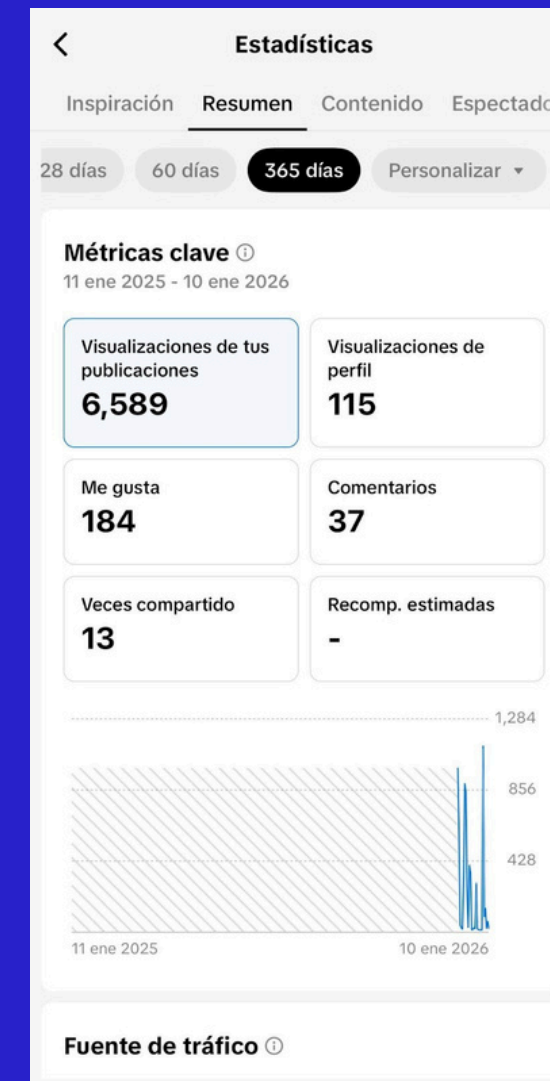 Estadísticas
Inspiración Resumen Contenido Espectado
28 días 60 días 365 días Personalizar
Métricas clave
11 ene 2025 - 10 ene 2026
Visualizaciones de tus
publicaciones
6,589
Visualizaciones de
perfil
115
Me gusta
184
Comentarios
37
Veces compartido
13
Recomp. estimadas
-
1,284
856
428
11 ene 2025 10 ene 2026
Fuente de tráfico